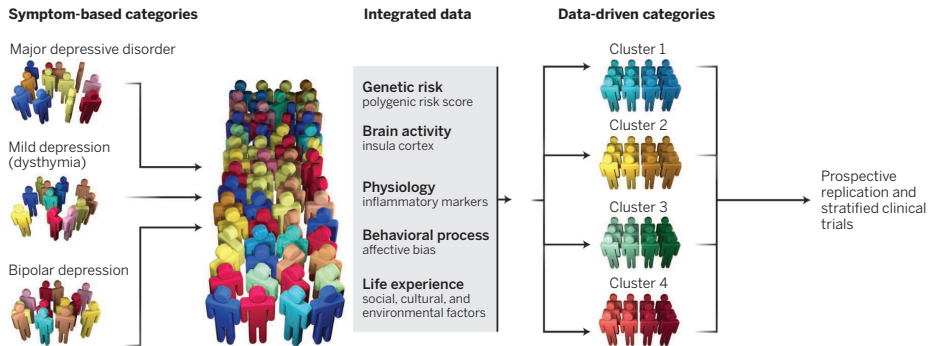 Symptom-based categories
Integrated data
Data-driven categories
Major depressive disorder
Mild depression
(dysthymia)
Bipolar depression
Genetic risk
polygenic risk score
Brain activity
insula cortex
Physiology
inflammatory markers
Behavioral process
affective bias
Life experience
social, cultural, and
environmental factors
Cluster 1
Cluster 2
Cluster 3
Cluster 4
Prospective
replication and
stratified clinical
trials